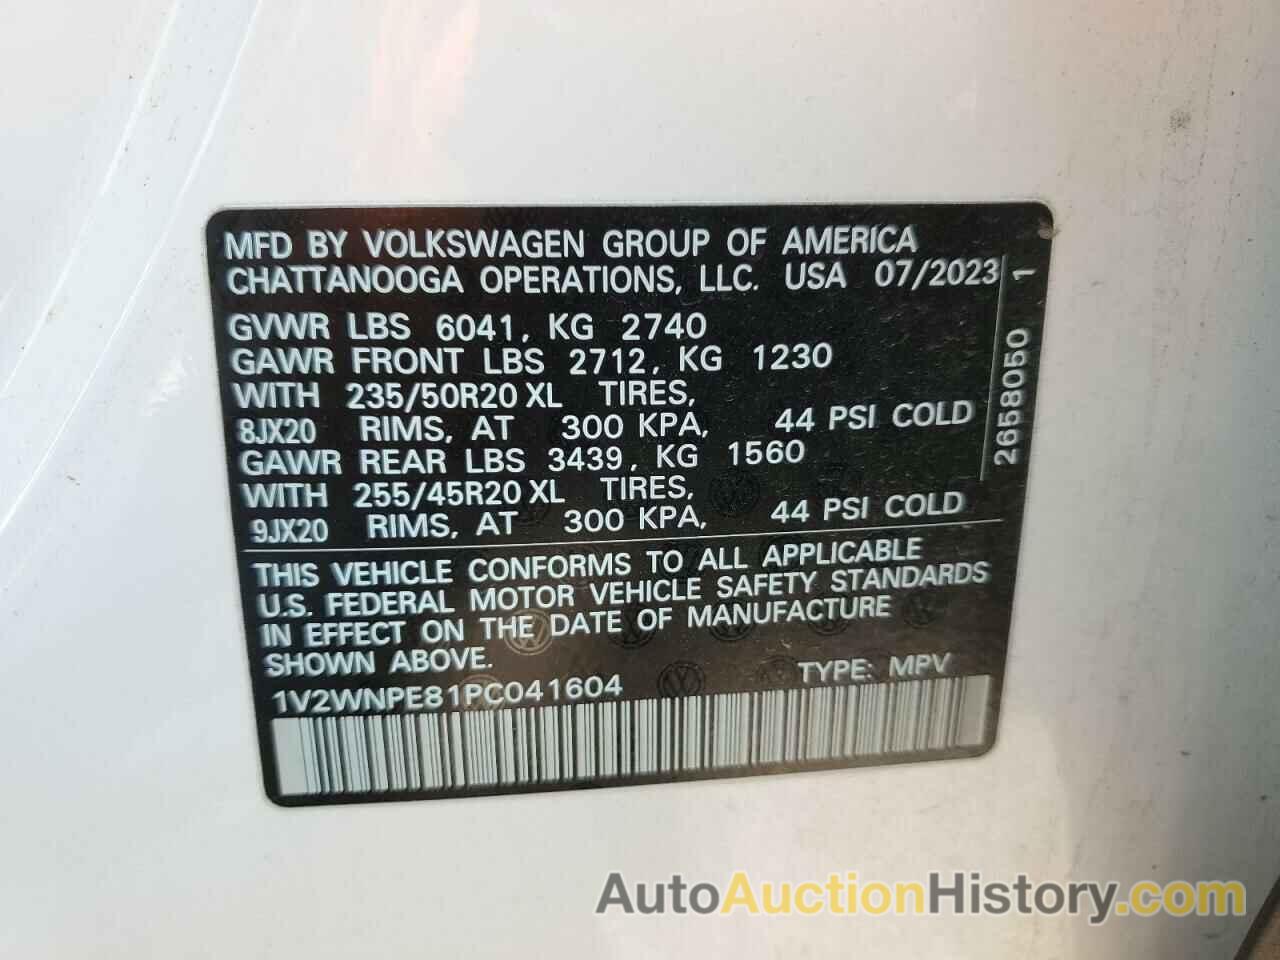 MFD BY VOLKSWAGEN GROUP OF AMERICA
CHATTANOOGA OPERATIONS, LLC. USA 07/2023
GVWR LBS 6041, KG 2740
GAWR FRONT LBS 2712, KG 1230
WITH 235/50R20 XL TIRES,
8JX20 RIMS, AT 300 KPA, 44 PSI COLD
GAWR REAR LBS 3439, KG 1560
WITH 255/45R20 XL TIRES,
9JX20 RIMS, AT 300 KPA, 44 PSI COLD
2658050 1
THIS VEHICLE CONFORMS TO ALL APPLICABLE
U.S. FEDERAL MOTOR VEHICLE SAFETY STANDARDS
IN EFFECT ON THE DATE OF MANUFACTURE
SHOWN ABOVE. TYPE: MPV
1V2WNPE81PC041604
AutoAuctionHistory.com